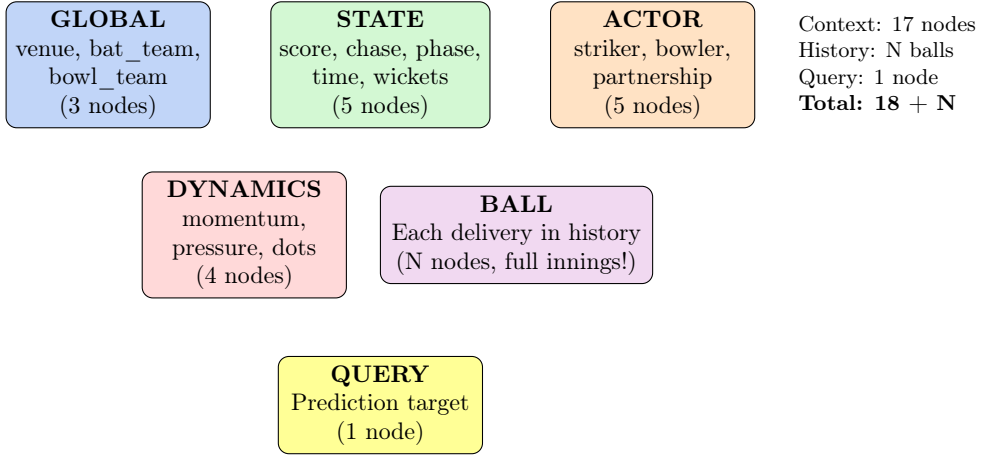 GLOBAL
venue, bat_team,
bowl_team
(3 nodes)
STATE
score, chase, phase,
time, wickets
(5 nodes)
ACTOR
striker, bowler,
partnership
(5 nodes)
Context: 17 nodes
History: N balls
Query: 1 node
Total: 18 + N
DYNAMICS
momentum,
pressure, dots
(4 nodes)
BALL
Each delivery in history
(N nodes, full innings!)
QUERY
Prediction target
(1 node)